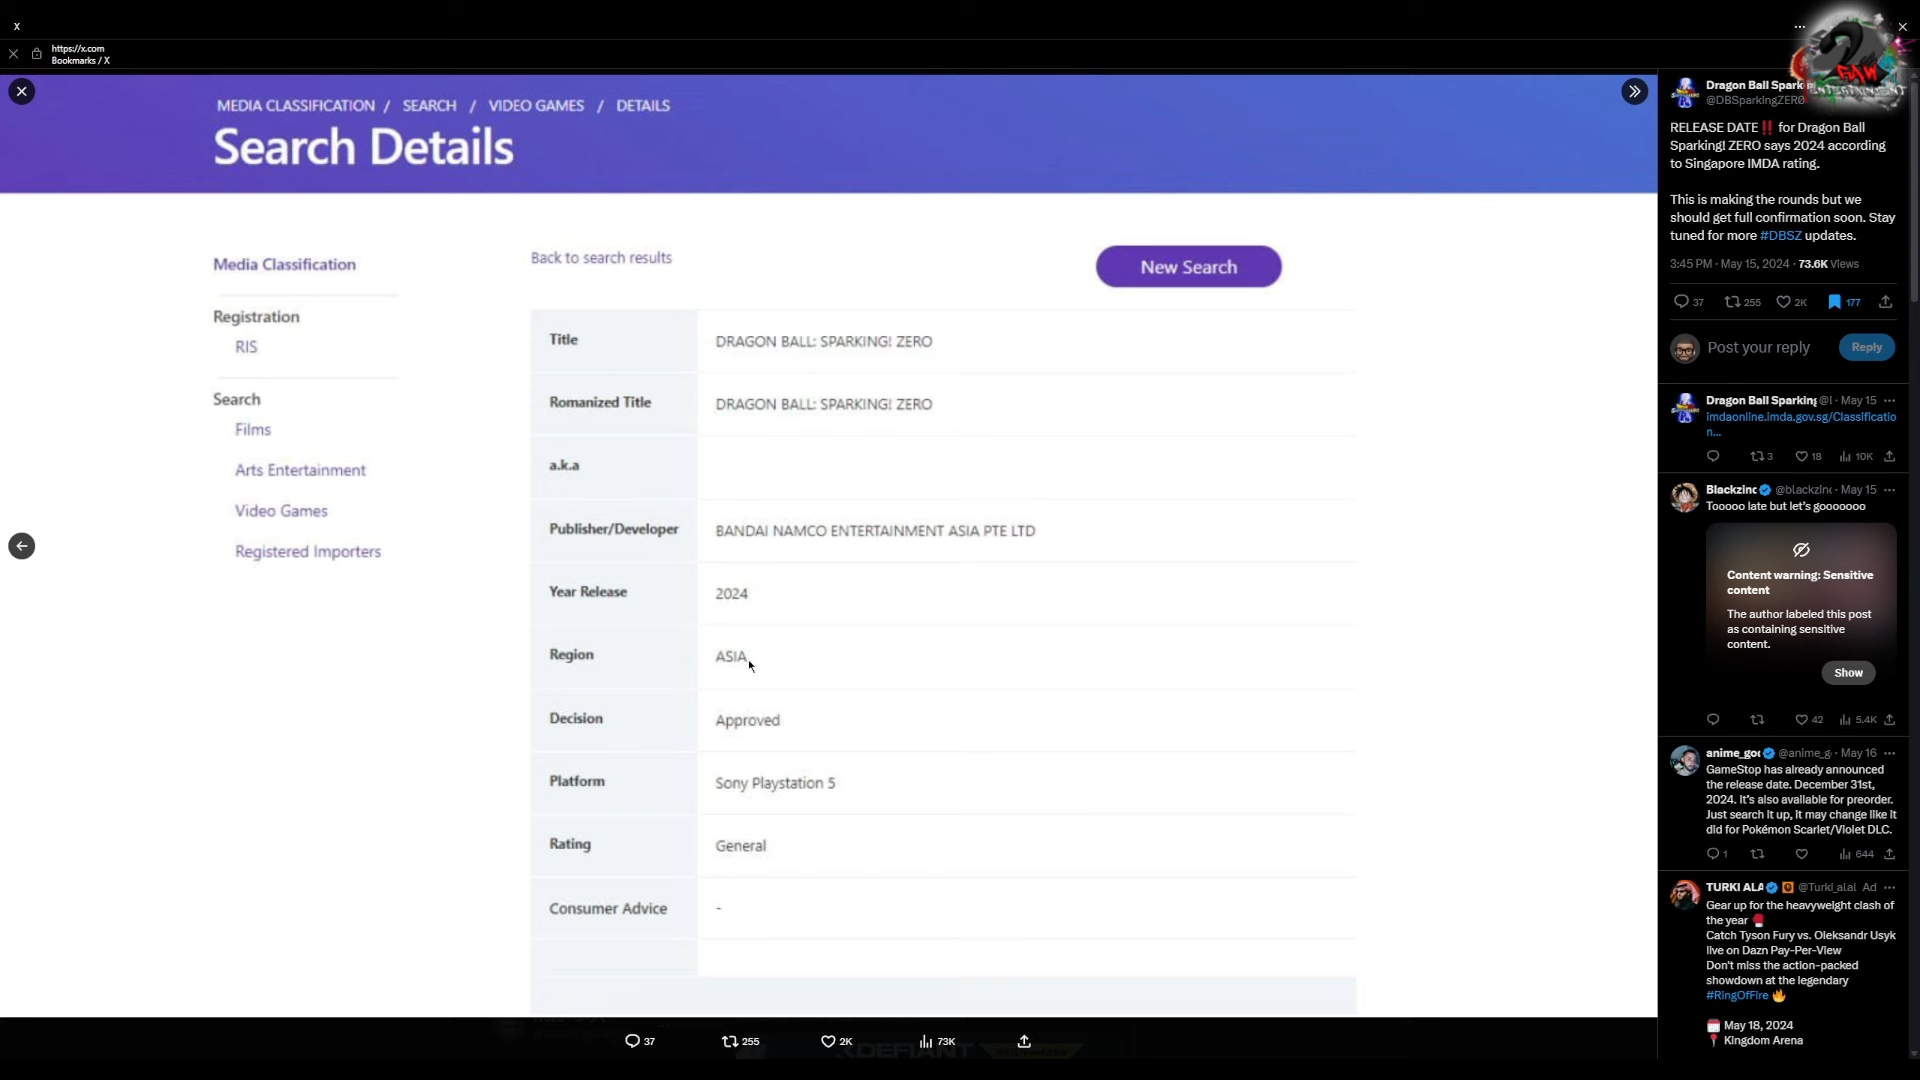 X
https://x.com
Bookmarks / X
MEDIA CLASSIFICATION / SEARCH / VIDEO GAMES / DETAILS
Search Details
Media Classification
Registration
RIS
Search
Films
Arts Entertainment
Video Games
Registered Importers
Back to search results
New Search
Title DRAGON BALL: SPARKING! ZERO
Romanized Title DRAGON BALL: SPARKING! ZERO
a.k.a
Publisher/Developer BANDAI NAMCO ENTERTAINMENT ASIA PTE LTD
Year Release 2024
Region ASIA
Decision Approved
Platform Sony Playstation 5
Rating General
Consumer Advice -
37 255 2K 73K
2 RAW
ENTERTAINMENT
Dragon Ball Spark
@DBSparkingZERO
RELEASE DATE‼️ for Dragon Ball
Sparking! ZERO says 2024 according
to Singapore IMDA rating.
This is making the rounds but we
should get full confirmation soon. Stay
tuned for more #DBSZ updates.
3:45 PM · May 15, 2024 · 73.6K Views
37 255 2K 177
Post your reply Reply
Dragon Ball Sparking @ · May 15 ...
imdaonline.imda.gov.sg/Classificatio
n...
3 18 10K
Blackzinc @blackzinc · May 15 ...
Tooooo late but let's gooooooo
Content warning: Sensitive
content
The author labeled this post
as containing sensitive
content.
Show
42 5.4K
anime_go @anime_g · May 16 ...
GameStop has already announced
the release date. December 31st,
2024. It's also available for preorder.
Just search it up, it may change like it
did for Pokémon Scarlet/Violet DLC.
1 644
TURKI ALA @Turki_alal Ad ...
Gear up for the heavyweight clash of
the year 🥊
Catch Tyson Fury vs. Oleksandr Usyk
live on Dazn Pay-Per-View
Don't miss the action-packed
showdown at the legendary
#RingOfFire 🔥
🗓️ May 18, 2024
📍 Kingdom Arena